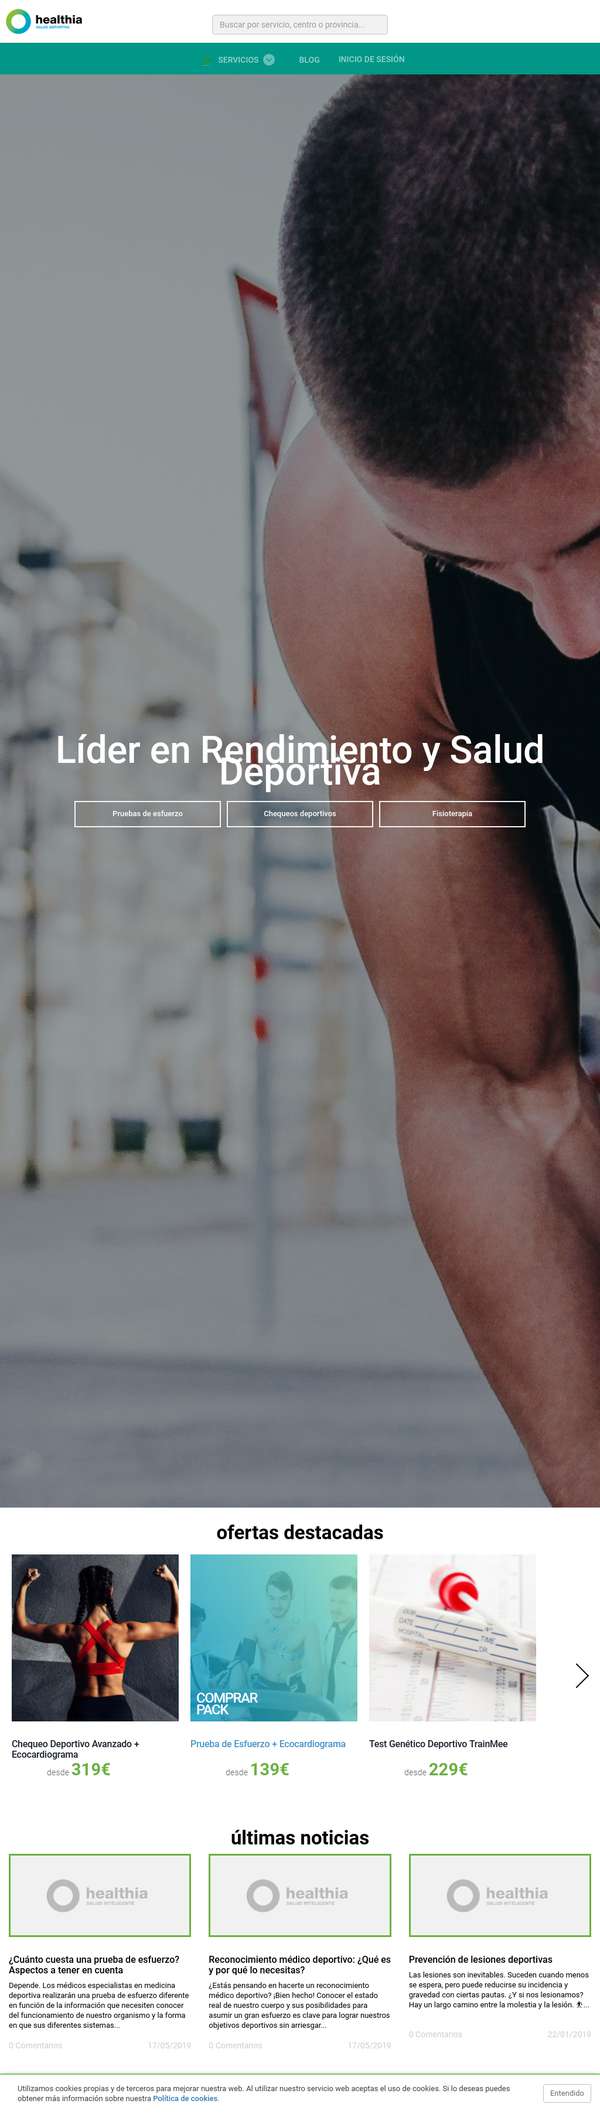 healthia
SALUD DEPORTIVA
Buscar por servicio, centro o provincia...
SERVICIOS
BLOG
INICIO DE SESIÓN
Líder en Rendimiento y Salud
Deportiva
Pruebas de esfuerzo
Chequeos deportivos
Fisioterapia
ofertas destacadas
COMPRAR
PACK
DATE
HOSPITAL
TIME
DR.
Chequeo Deportivo Avanzado +
Ecocardiograma
desde 319€
Prueba de Esfuerzo + Ecocardiograma
desde 139€
Test Genético Deportivo TrainMee
desde 229€
últimas noticias
healthia
SALUD INTELIGENTE
healthia
SALUD INTELIGENTE
healthia
SALUD INTELIGENTE
¿Cuánto cuesta una prueba de esfuerzo?
Aspectos a tener en cuenta
Depende. Los médicos especialistas en medicina
deportiva realizarán una prueba de esfuerzo diferente
en función de la información que necesiten conocer
del funcionamiento de nuestro organismo y la forma
en que sus diferentes sistemas...
0 Comentarios
17/05/2019
Reconocimiento médico deportivo: ¿Qué es
y por qué lo necesitas?
¿Estás pensando en hacerte un reconocimiento
médico deportivo? ¡Bien hecho! Conocer el estado
real de nuestro cuerpo y sus posibilidades para
asumir un gran esfuerzo es clave para lograr nuestros
objetivos deportivos sin arriesgar...
0 Comentarios
17/05/2019
Prevención de lesiones deportivas
Las lesiones son inevitables. Suceden cuando menos
se espera, pero puede reducirse su incidencia y
gravedad con ciertas pautas. ¿Y si nos lesionamos?
Hay un largo camino entre la molestia y la lesión. ⛹...
0 Comentarios
22/01/2019
Utilizamos cookies propias y de terceros para mejorar nuestra web. Al utilizar nuestro servicio web aceptas el uso de cookies. Si lo deseas puedes
obtener más información sobre nuestra Política de cookies.
Entendido